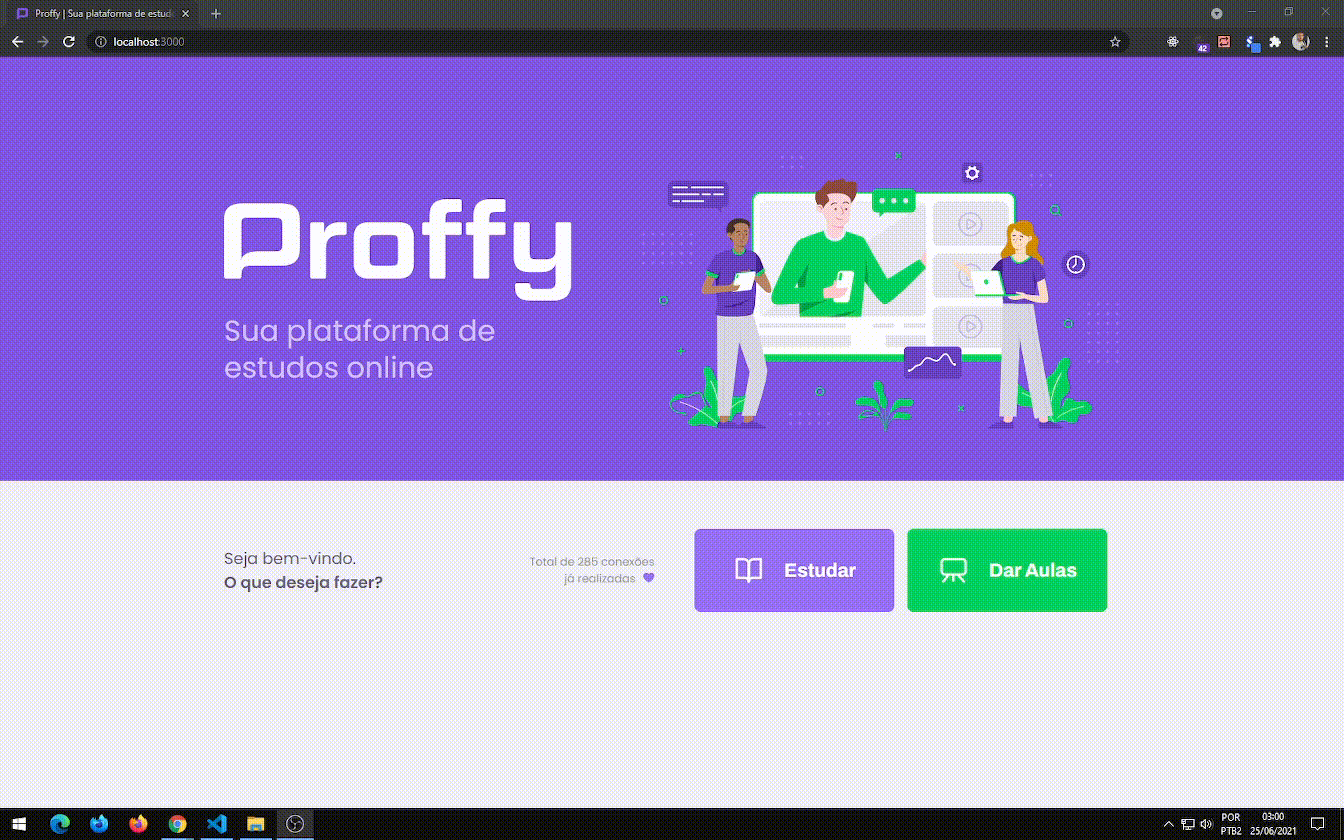 Proffy | Sua plataforma de estud
localhost:3000
42
Proffy
Sua plataforma de
estudos online
Seja bem-vindo.
O que deseja fazer?
Total de 285 conexões
já realizadas
Estudar
Dar Aulas
POR
PTB2
03:00
25/06/2021